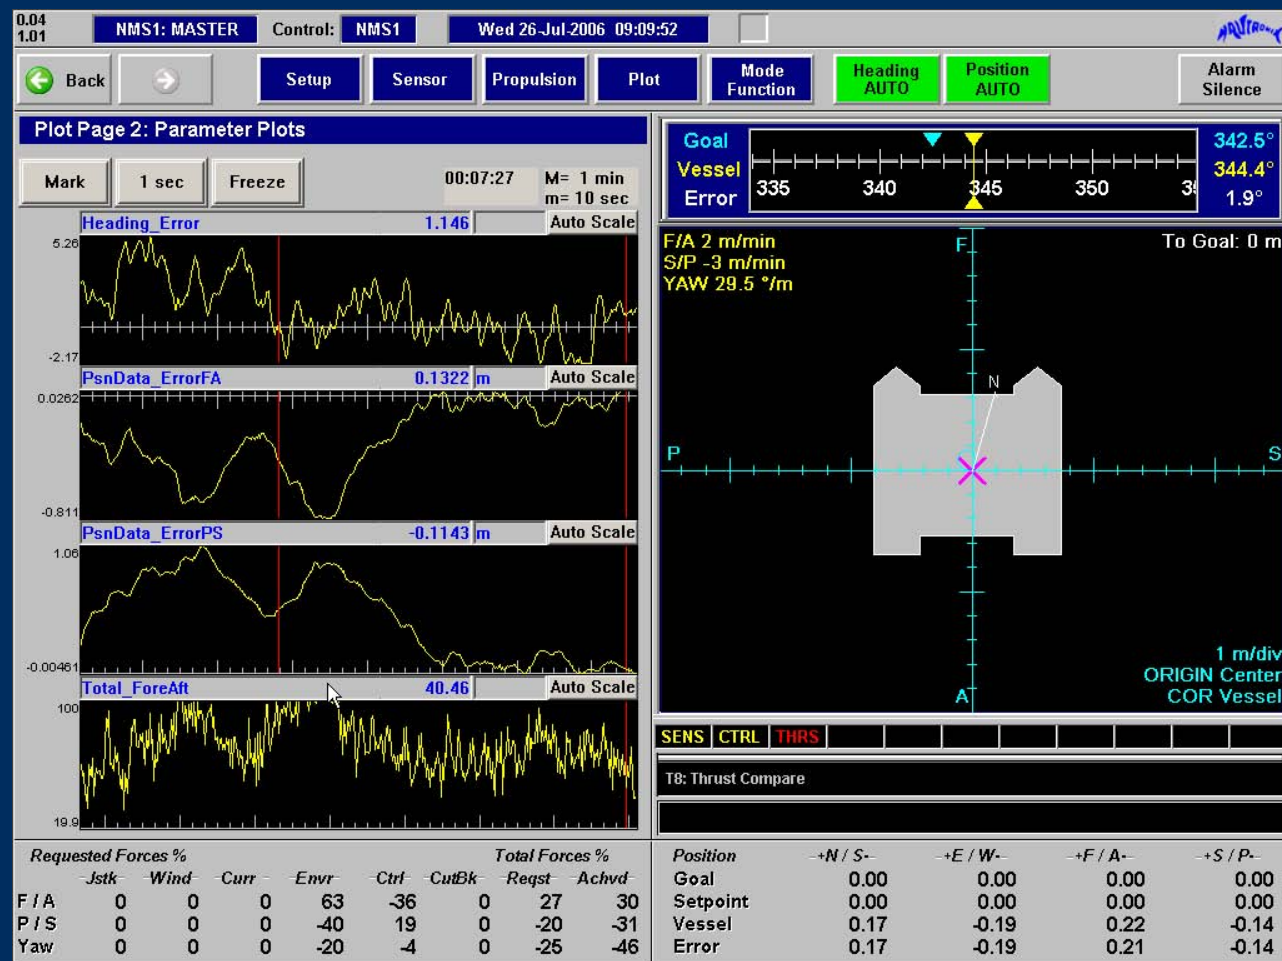 0.04
1.01
NMS1: MASTER
Control:
NMS1
Wed 26-Jul-2006 09:09:52
Back
Setup
Sensor
Propulsion
Plot
Mode Function
Heading AUTO
Position AUTO
Alarm Silence
Plot Page 2: Parameter Plots
Mark
1 sec
Freeze
00:07:27
M= 1 min
m= 10 sec
Heading_Error 1.146 Auto Scale
5.26
-2.17
PsnData_ErrorFA 0.1322 m Auto Scale
0.0262
-0.811
PsnData_ErrorPS -0.1143 m Auto Scale
1.06
-0.00461
Total_ForeAft 40.46 Auto Scale
100
19.9
Goal 342.5°
Vessel 344.4°
Error 1.9°
335 340 345 350
F/A 2 m/min
S/P -3 m/min
YAW 29.5 °/m
To Goal: 0 m
F
N
P
S
A
1 m/div
ORIGIN Center
COR Vessel
SENS CTRL THRS
T8: Thrust Compare
Requested Forces % Total Forces %
Jstk Wind Curr Envr Ctrl CutBk Reqst Achvd
F / A 0 0 0 63 -36 0 27 30
P / S 0 0 0 -40 19 0 -20 -31
Yaw 0 0 0 -20 -4 0 -25 -46
Position -+N / S- -+E / W- -+F / A- -+S / P-
Goal 0.00 0.00 0.00 0.00
Setpoint 0.00 0.00 0.00 0.00
Vessel 0.17 -0.19 0.22 -0.14
Error 0.17 -0.19 0.21 -0.14